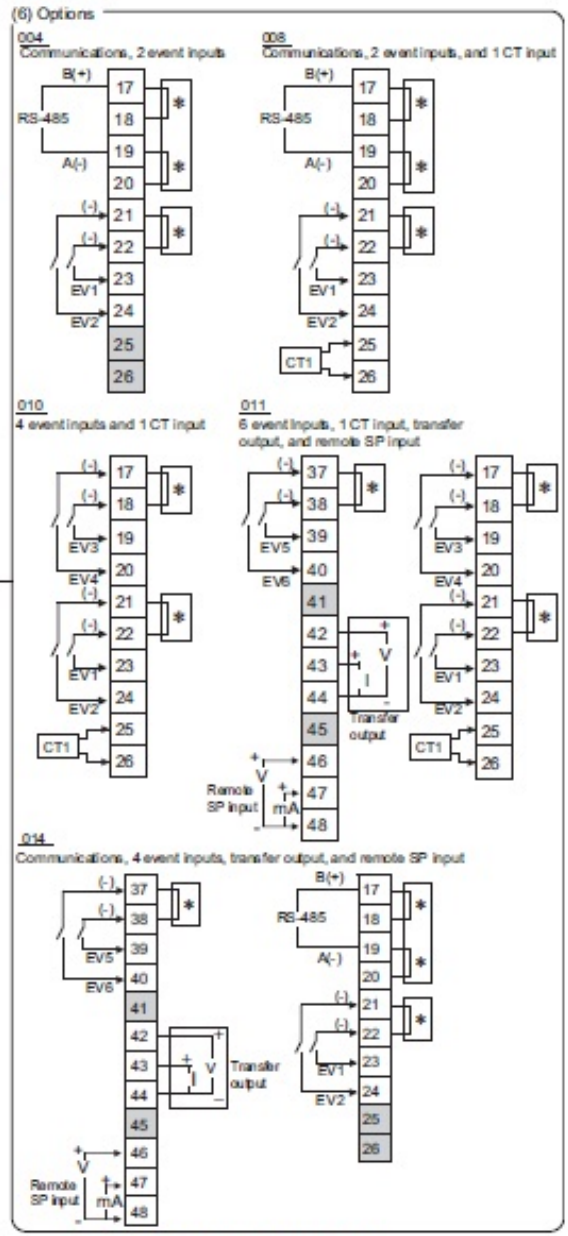 (6) Options
004
Communications, 2 event inputs
B(+)
RS-485
A(-)
17
18
19
20
21
22
23
24
25
26
(-)
(-)
EV1
EV2
*
*
*
008
Communications, 2 event inputs, and 1 CT input
B(+)
RS-485
A(-)
17
18
19
20
21
22
23
24
25
26
(-)
(-)
EV1
EV2
CT1
*
*
*
010
4 event inputs and 1 CT input
(-)
(-)
EV3
EV4
(-)
(-)
EV1
EV2
CT1
17
18
19
20
21
22
23
24
25
26
*
*
011
6 event inputs, 1 CT input, transfer
output, and remote SP input
(-)
(-)
EV5
EV6
37
38
39
40
41
42
43
44
45
46
47
48
*
+
+
V
I
-
Transfer
output
+
V
+
Remote
SP input
mA
-
(-)
(-)
EV3
EV4
(-)
(-)
EV1
EV2
CT1
17
18
19
20
21
22
23
24
25
26
*
*
014
Communications, 4 event inputs, transfer output, and remote SP input
(-)
(-)
EV5
EV6
37
38
39
40
41
42
43
44
45
46
47
48
*
+
+
V
I
–
Transfer
output
+
V
+
Remote
SP input
mA
-
B(+)
RS-485
A(-)
(-)
(-)
EV1
EV2
17
18
19
20
21
22
23
24
25
26
*
*
*